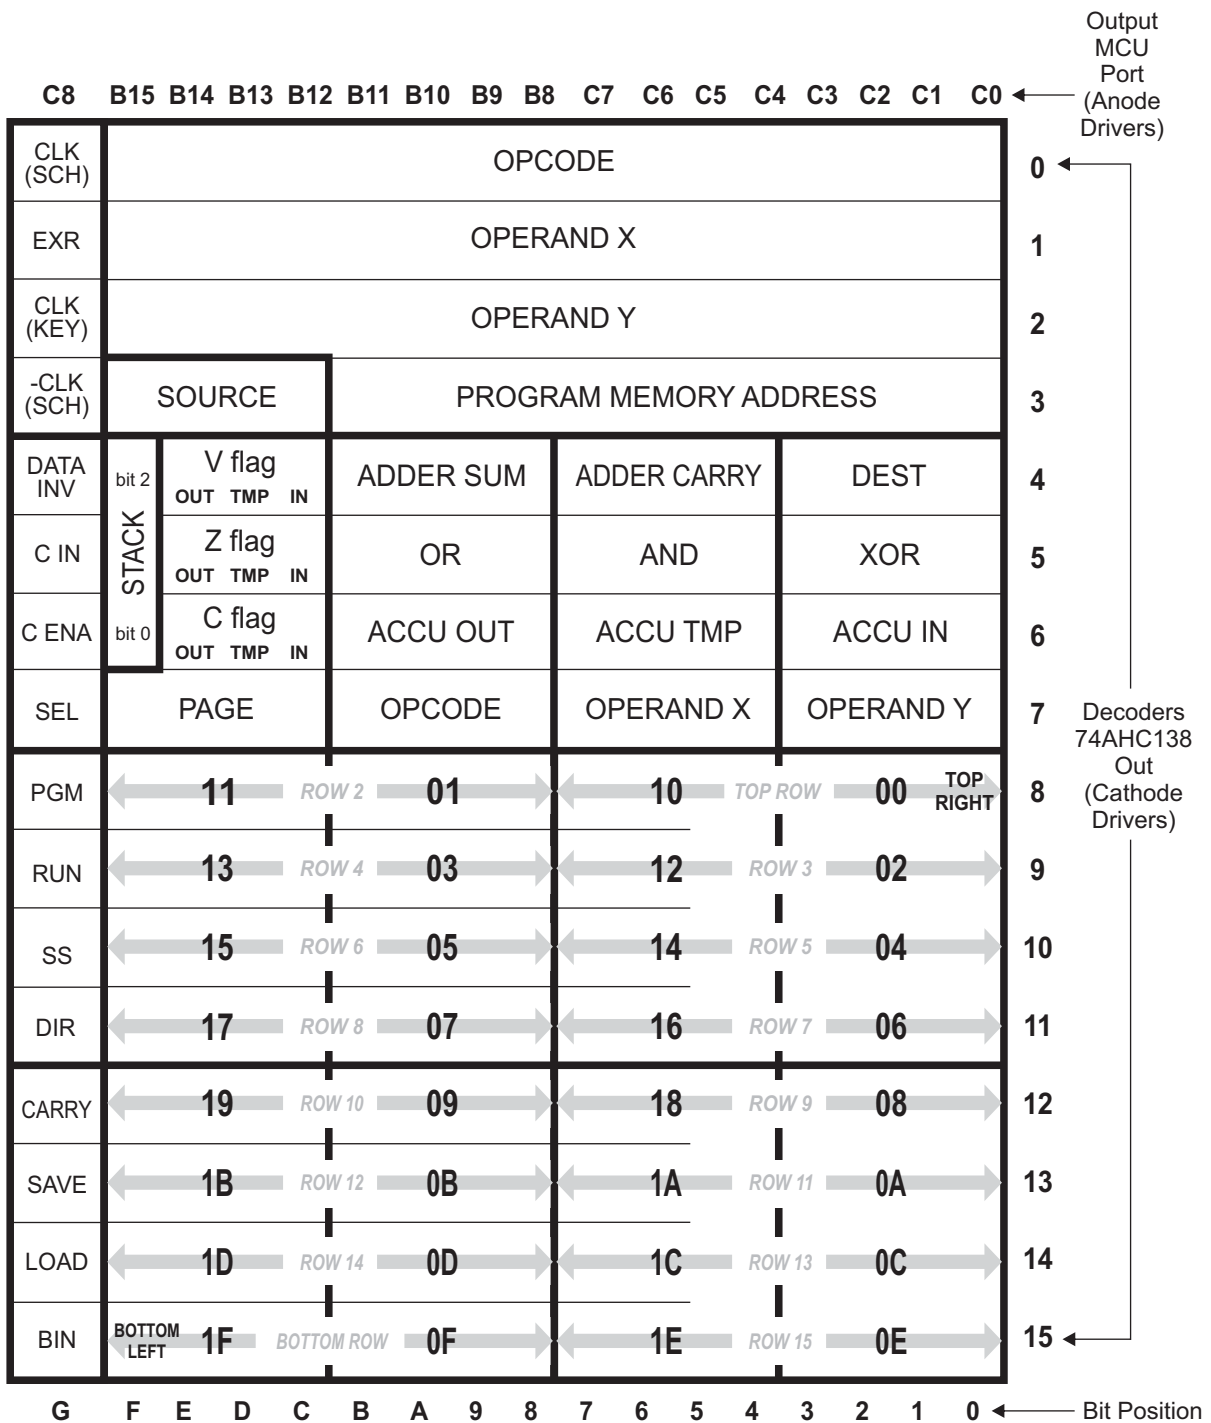 Output
MCU
Port
(Anode
Drivers)
C8 B15 B14 B13 B12 B11 B10 B9 B8 C7 C6 C5 C4 C3 C2 C1 C0
CLK
(SCH)
OPCODE
0
EXR
OPERAND X
1
CLK
(KEY)
OPERAND Y
2
-CLK
(SCH)
SOURCE
PROGRAM MEMORY ADDRESS
3
DATA
INV
bit 2
STACK
bit 0
V flag
OUT TMP IN
ADDER SUM
ADDER CARRY
DEST
4
C IN
Z flag
OUT TMP IN
OR
AND
XOR
5
C ENA
C flag
OUT TMP IN
ACCU OUT
ACCU TMP
ACCU IN
6
SEL
PAGE
OPCODE
OPERAND X
OPERAND Y
7
Decoders
74AHC138
Out
(Cathode
Drivers)
PGM 11 ROW 2 01 10 TOP ROW 00 TOP RIGHT 8
RUN 13 ROW 4 03 12 ROW 3 02 9
SS 15 ROW 6 05 14 ROW 5 04 10
DIR 17 ROW 8 07 16 ROW 7 06 11
CARRY 19 ROW 10 09 18 ROW 9 08 12
SAVE 1B ROW 12 0B 1A ROW 11 0A 13
LOAD 1D ROW 14 0D 1C ROW 13 0C 14
BIN BOTTOM LEFT 1F BOTTOM ROW 0F 1E ROW 15 0E 15
G F E D C B A 9 8 7 6 5 4 3 2 1 0 Bit Position